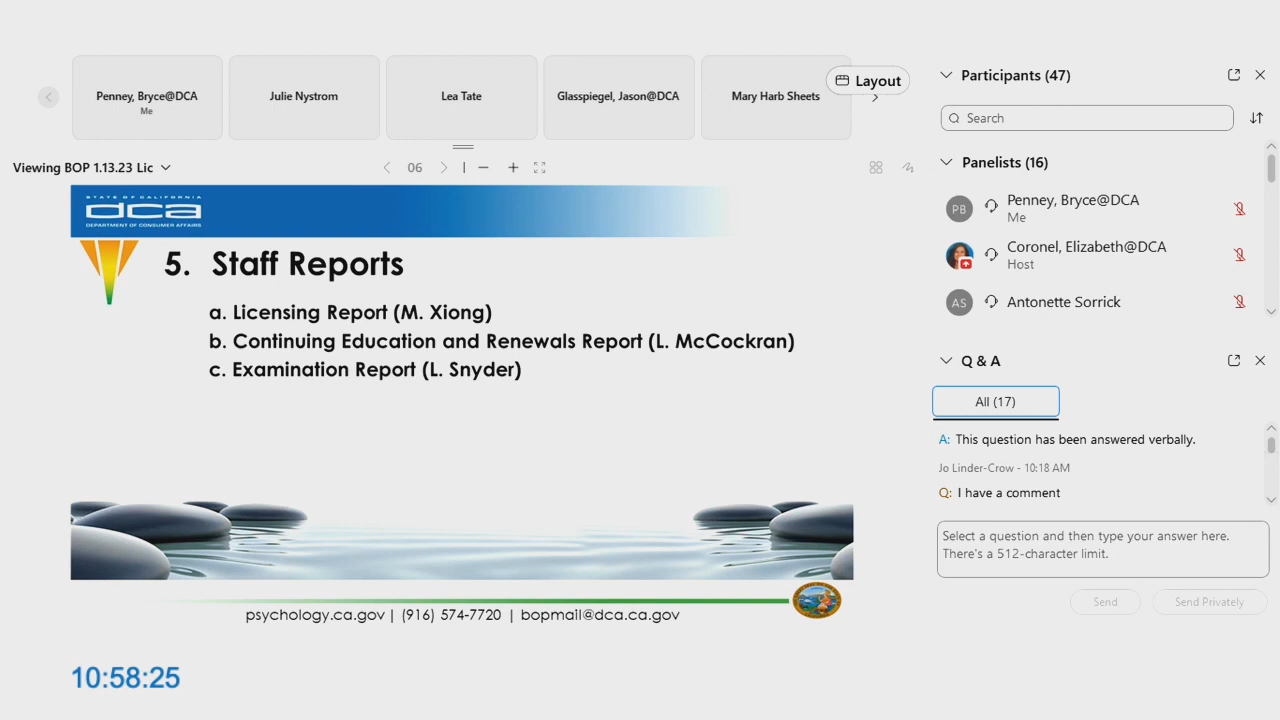 Penney, Bryce@DCA
Me
Julie Nystrom
Lea Tate
Glasspiegel, Jason@DCA
Mary Harb Sheets
Layout
Viewing BOP 1.13.23 Lic
06
STATE OF CALIFORNIA
dca
DEPARTMENT OF CONSUMER AFFAIRS
5. Staff Reports
a. Licensing Report (M. Xiong)
b. Continuing Education and Renewals Report (L. McCockran)
c. Examination Report (L. Snyder)
psychology.ca.gov | (916) 574-7720 | bopmail@dca.ca.gov
10:58:25
Participants (47)
Search
Panelists (16)
PB
Penney, Bryce@DCA
Me
Coronel, Elizabeth@DCA
Host
AS
Antonette Sorrick
Q & A
All (17)
A: This question has been answered verbally.
Jo Linder-Crow - 10:18 AM
Q: I have a comment
Select a question and then type your answer here.
There's a 512-character limit.
Send
Send Privately